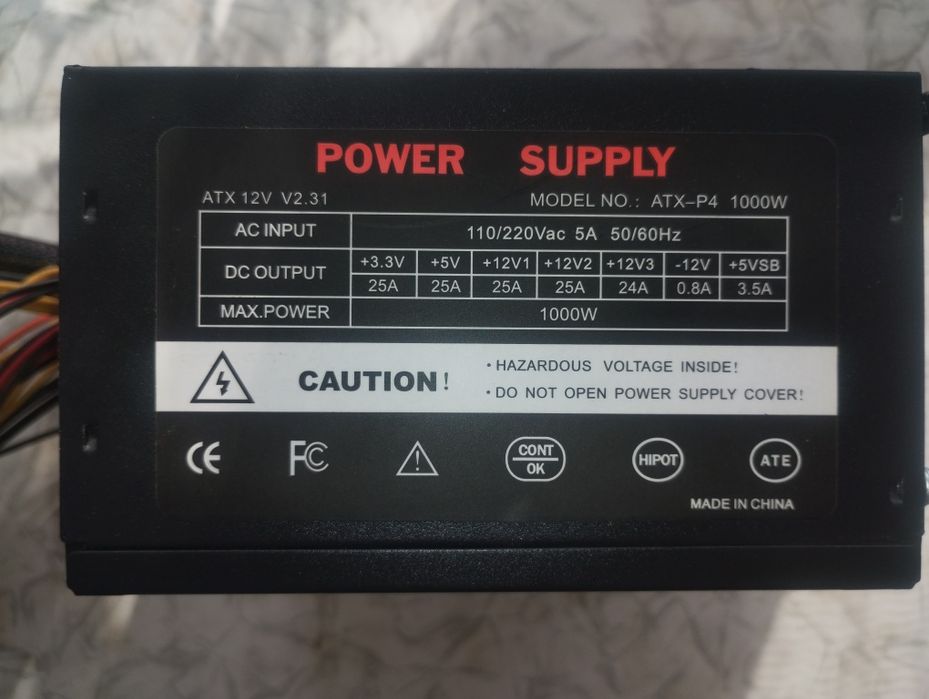 POWER SUPPLY
ATX 12V V2.31 MODEL NO.: ATX-P4 1000W
AC INPUT 110/220Vac 5A 50/60Hz
DC OUTPUT +3.3V +5V +12V1 +12V2 +12V3 -12V +5VSB
25A 25A 25A 25A 24A 0.8A 3.5A
MAX.POWER 1000W
CAUTION!
·HAZARDOUS VOLTAGE INSIDE!
·DO NOT OPEN POWER SUPPLY COVER!
CE FC ! CONT OK HIPOT ATE
MADE IN CHINA